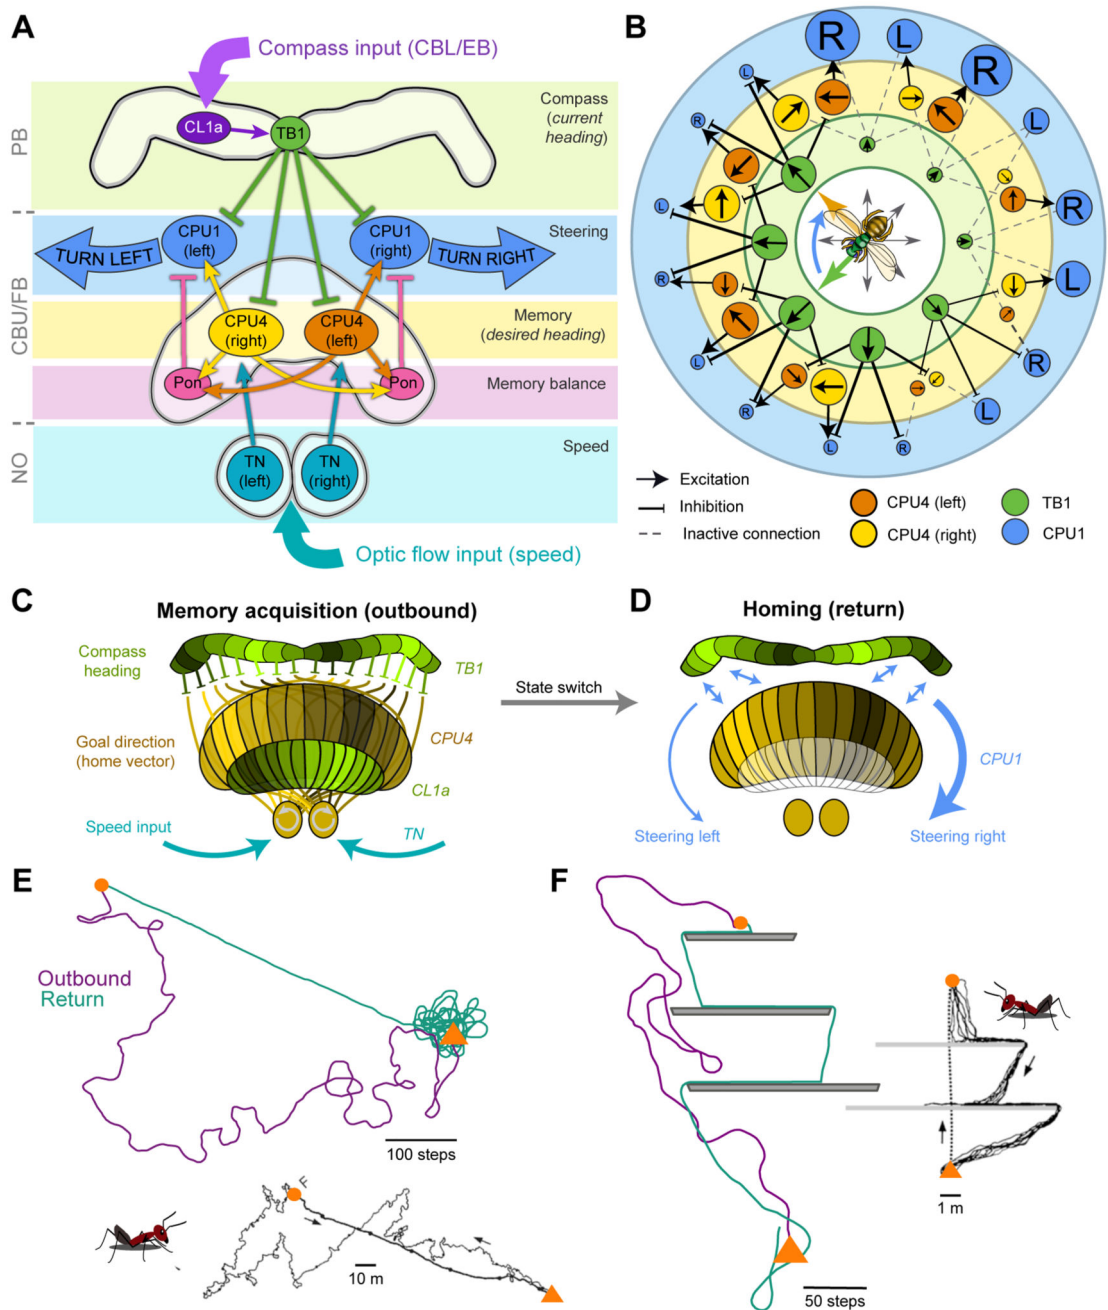 A
Compass input (CBL/EB)
PB
CL1a
TB1
Compass
(current
heading)
CBU/FB
Steering
TURN LEFT
CPU1
(left)
CPU1
(right)
TURN RIGHT
CPU4
(right)
CPU4
(left)
Memory
(desired heading)
Pon
Pon
Memory balance
NO
Speed
TN
(left)
TN
(right)
Optic flow input (speed)
B
R
L
R
L
R
L
R
L
R
L
R
L
R
L
R
L
Excitation
Inhibition
Inactive connection
CPU4 (left)
CPU4 (right)
TB1
CPU1
C
Memory acquisition (outbound)
Compass
heading
TB1
Goal direction
(home vector)
CPU4
CL1a
Speed input
TN
State switch
D
Homing (return)
CPU1
Steering left
Steering right
E
Outbound
Return
100 steps
F
10 m
F
1 m
50 steps